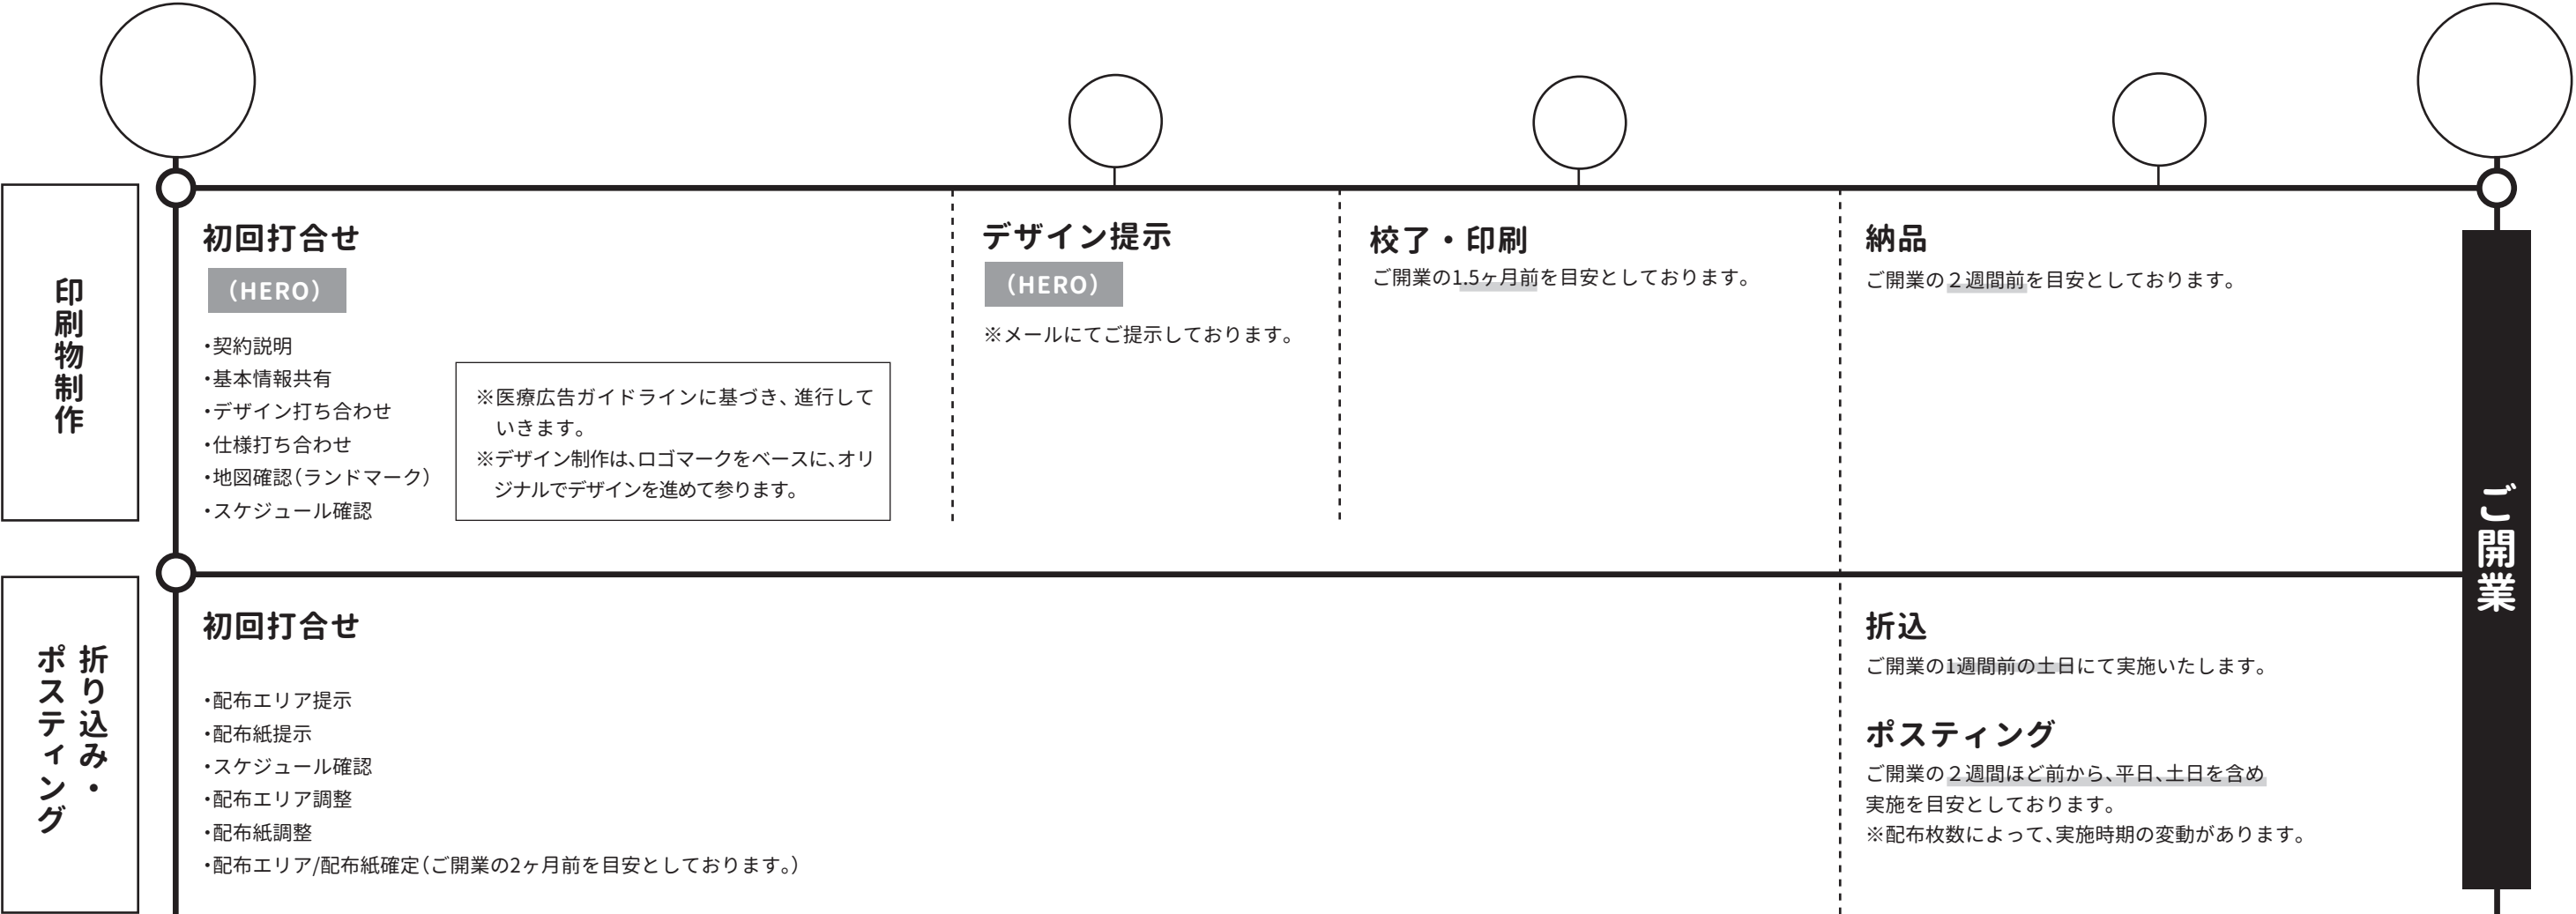 印刷物制作
初回打合せ
（HERO）
・契約説明
・基本情報共有
・デザイン打ち合わせ
・仕様打ち合わせ
・地図確認（ランドマーク）
・スケジュール確認
※医療広告ガイドラインに基づき、進行して
いきます。
※デザイン制作は、ロゴマークをベースに、オリ
ジナルでデザインを進めて参ります。
デザイン提示
（HERO）
※メールにてご提示しております。
校了・印刷
ご開業の1.5ヶ月前を目安としております。
納品
ご開業の２週間前を目安としております。
ご開業
折り込み・
ポスティング
初回打合せ
・配布エリア提示
・配布紙提示
・スケジュール確認
・配布エリア調整
・配布紙調整
・配布エリア/配布紙確定（ご開業の2ヶ月前を目安としております。）
折込
ご開業の1週間前の土日にて実施いたします。
ポスティング
ご開業の２週間ほど前から、平日、土日を含め
実施を目安としております。
※配布枚数によって、実施時期の変動があります。